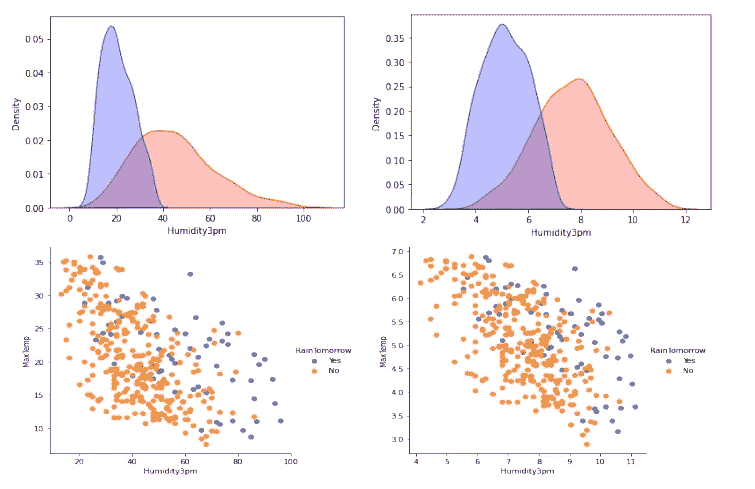 0.05
0.04
0.03
0.02
0.01
0.00
Density
0 20 40 60 80 100
Humidity3pm
0.35
0.30
0.25
0.20
0.15
0.10
0.05
0.00
Density
2 4 6 8 10 12
Humidity3pm
35
30
25
20
15
10
MaxTemp
20 40 60 80 100
Humidity3pm
RainTomorrow
Yes
No
7.0
6.5
6.0
5.5
5.0
4.5
4.0
3.5
3.0
MaxTemp
4 5 6 7 8 9 10 11
Humidity3pm
RainTomorrow
Yes
No